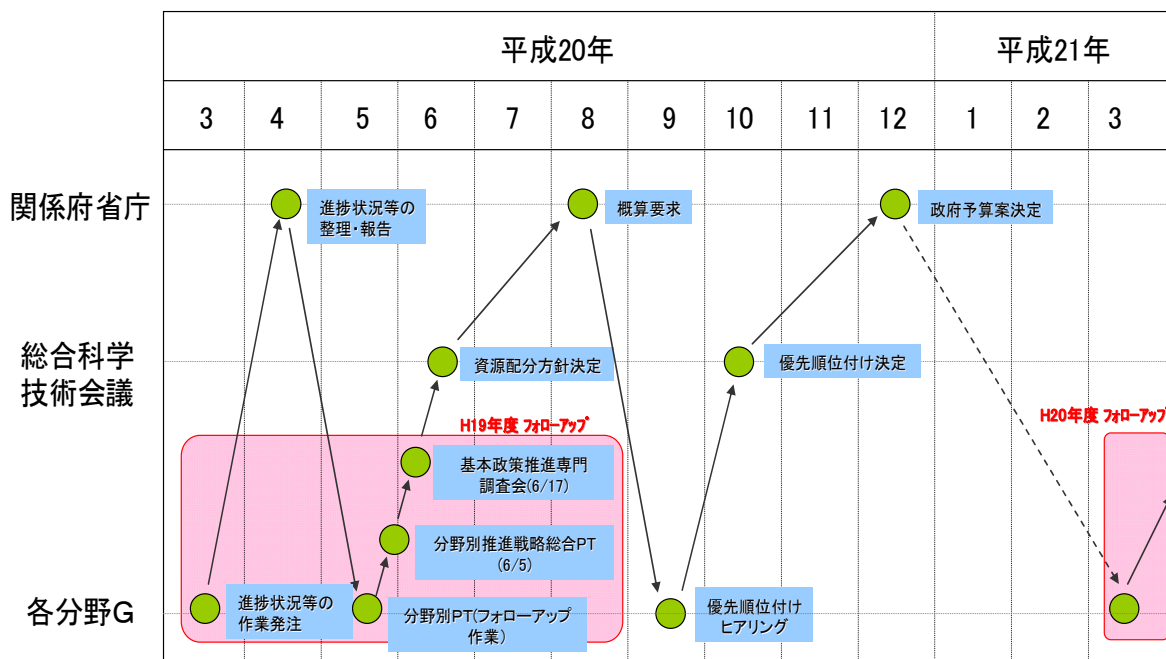 平成20年
平成21年
3
4
5
6
7
8
9
10
11
12
1
2
3
関係府省庁
進捗状況等の
整理・報告
概算要求
政府予算案決定
総合科学
技術会議
資源配分方針決定
優先順位付け決定
H19年度 フォローアップ
H20年度 フォローアップ
基本政策推進専門
調査会(6/17)
分野別推進戦略総合PT
(6/5)
各分野G
進捗状況等の
作業発注
分野別PT(フォローアップ
作業)
優先順位付け
ヒアリング